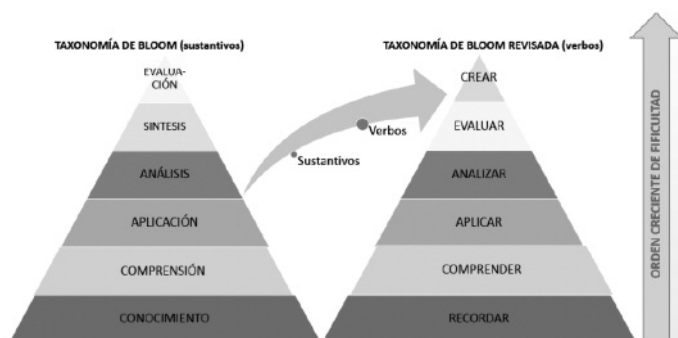 TAXONOMÍA DE BLOOM (sustantivos)
EVALUA-
CIÓN
SINTESIS
ANÁLISIS
APLICACIÓN
COMPRENSIÓN
CONOCIMIENTO
Verbos
Sustantivos
TAXONOMÍA DE BLOOM REVISADA (verbos)
CREAR
EVALUAR
ANALIZAR
APLICAR
COMPRENDER
RECORDAR
ORDEN CRECIENTE DE FIFICULTAD